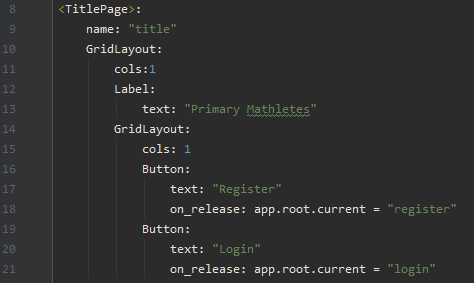 8 <TitlePage>:
9 name: "title"
10 GridLayout:
11 cols:1
12 Label:
13 text: "Primary Mathletes"
14 GridLayout:
15 cols: 1
16 Button:
17 text: "Register"
18 on_release: app.root.current = "register"
19 Button:
20 text: "Login"
21 on_release: app.root.current = "login"